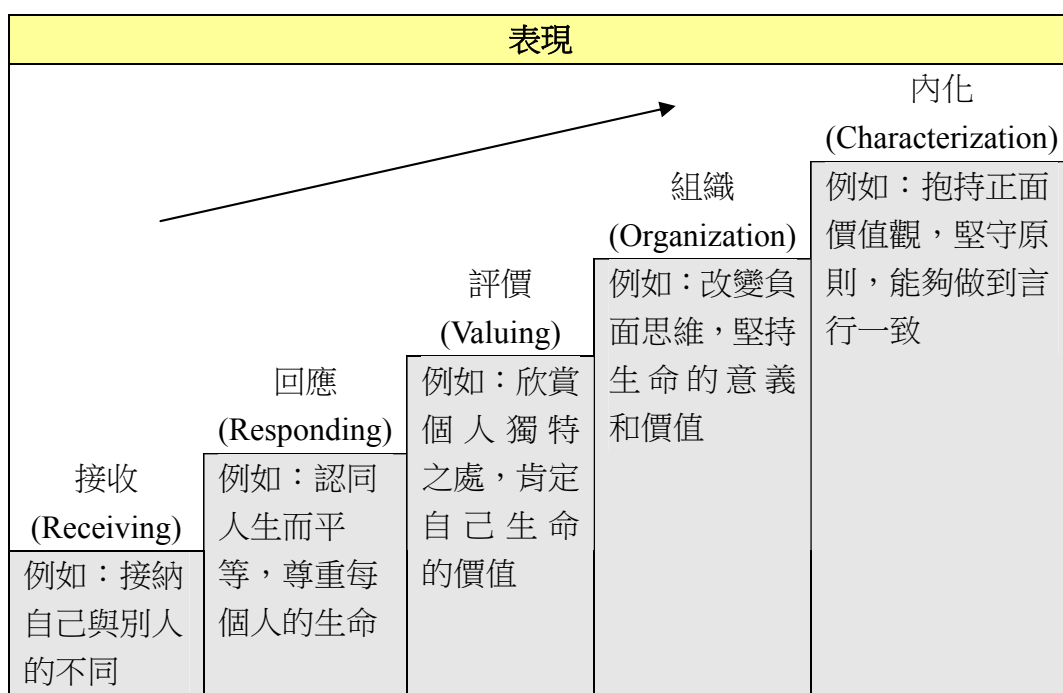 表現
接收
(Receiving)
例如：接納
自己與別人
的不同
回應
(Responding)
例如：認同
人生而平
等，尊重每
個人的生命
評價
(Valuing)
例如：欣賞
個人獨特
之處，肯定
自己生命
的價值
組織
(Organization)
例如：改變負
面思維，堅持
生命的意義
和價值
內化
(Characterization)
例如：抱持正面
價值觀，堅守原
則，能夠做到言
行一致